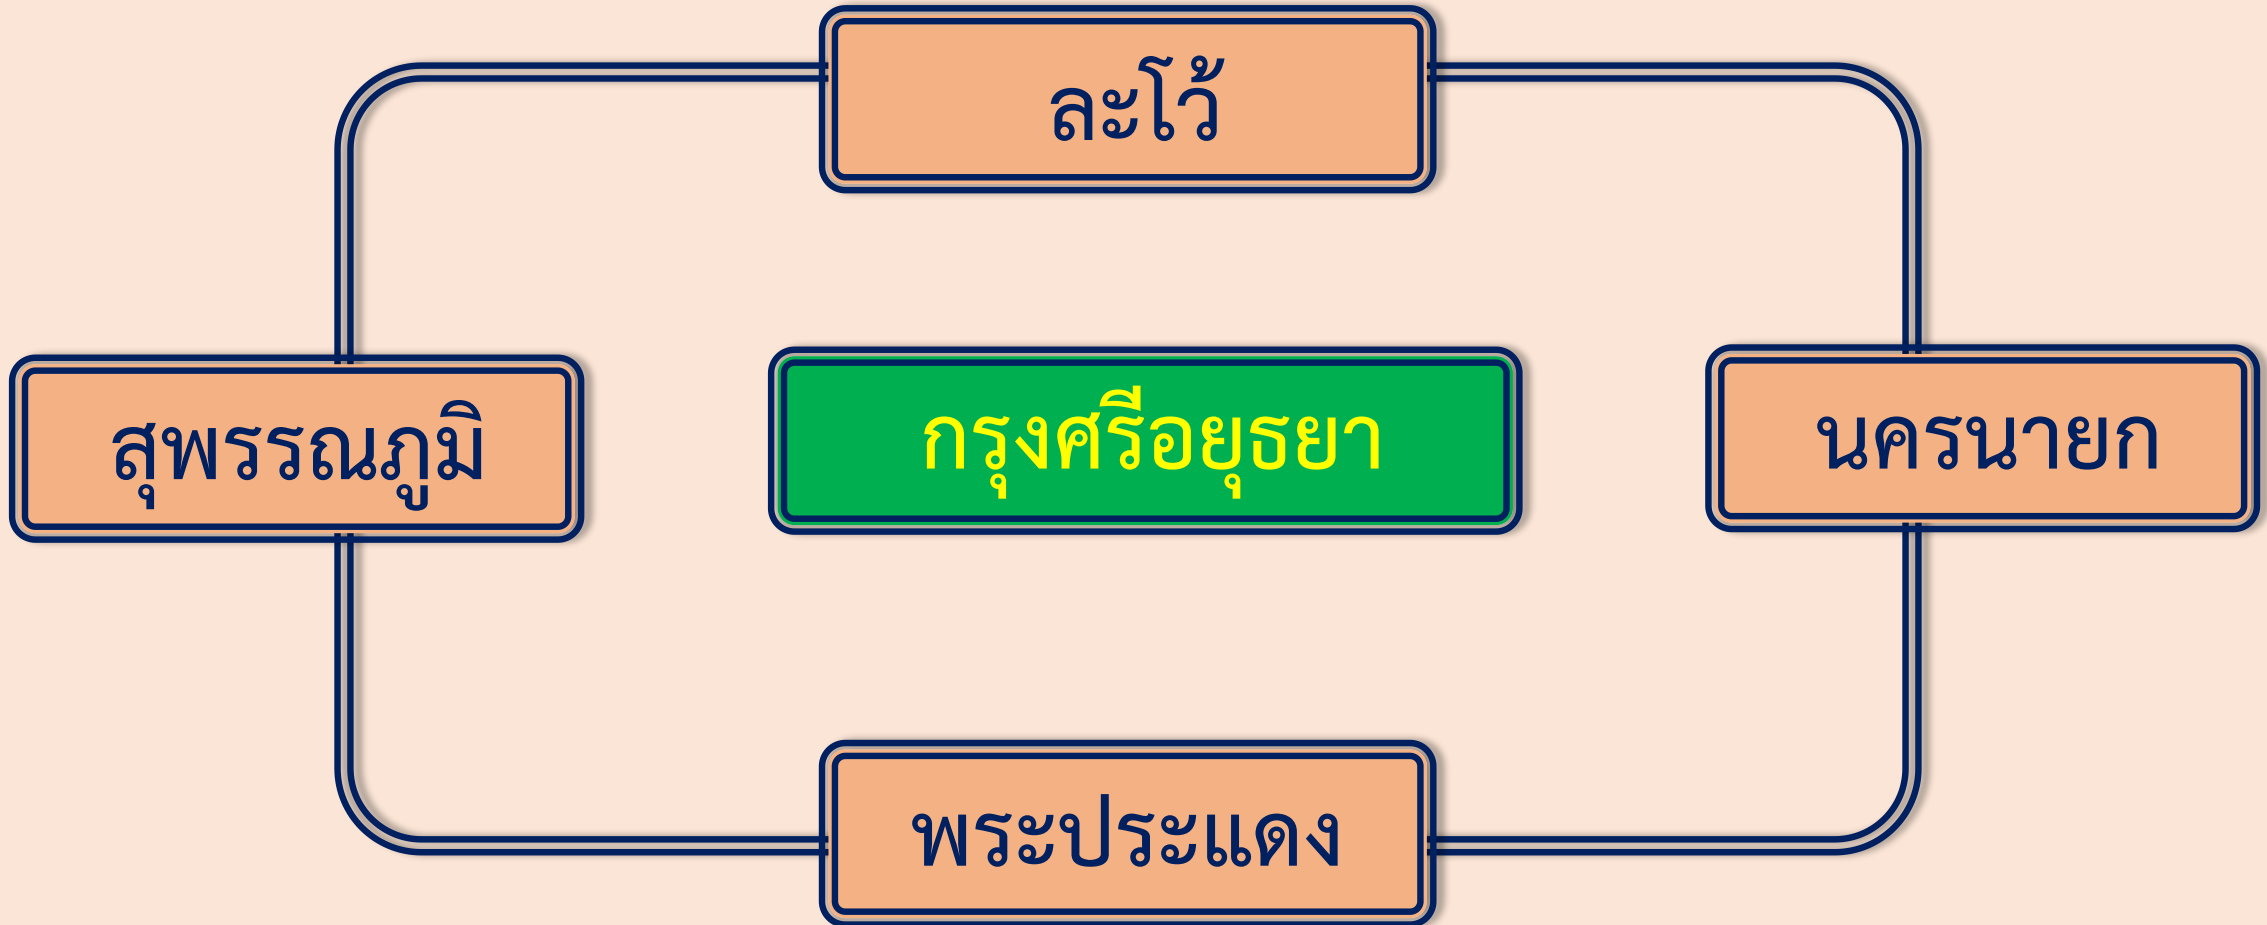 ละโว้
สุพรรณภูมิ
กรุงศรีอยุธยา
นครนายก
พระประแดง